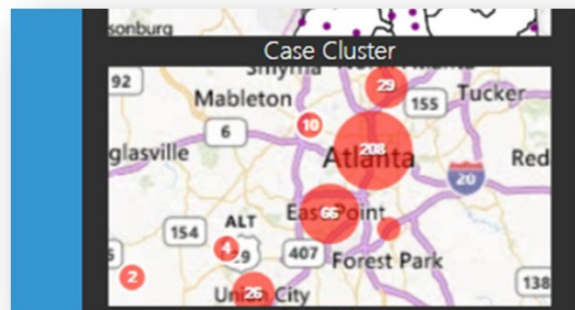 sonburg
Case Cluster
Smyrna
29
92
Mableton
155
Tucker
10
6
208
glasville
Atlanta
Red
20
66
East Point
ALT
154
4
29
407
Forest Park
2
Union City
26
138